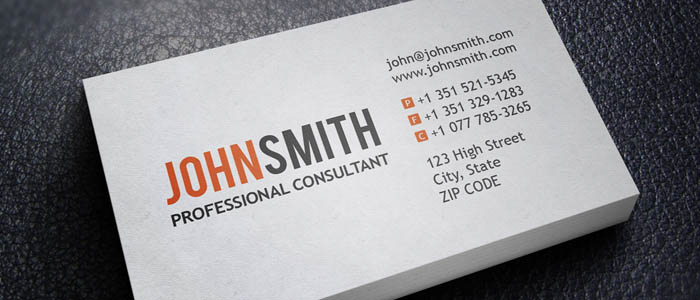 JOHNSMITH
PROFESSIONAL CONSULTANT
john@johnsmith.com
www.johnsmith.com
P +1 351 521-5345
F +1 351 329-1283
C +1 077 785-3265
123 High Street
City, State
ZIP CODE